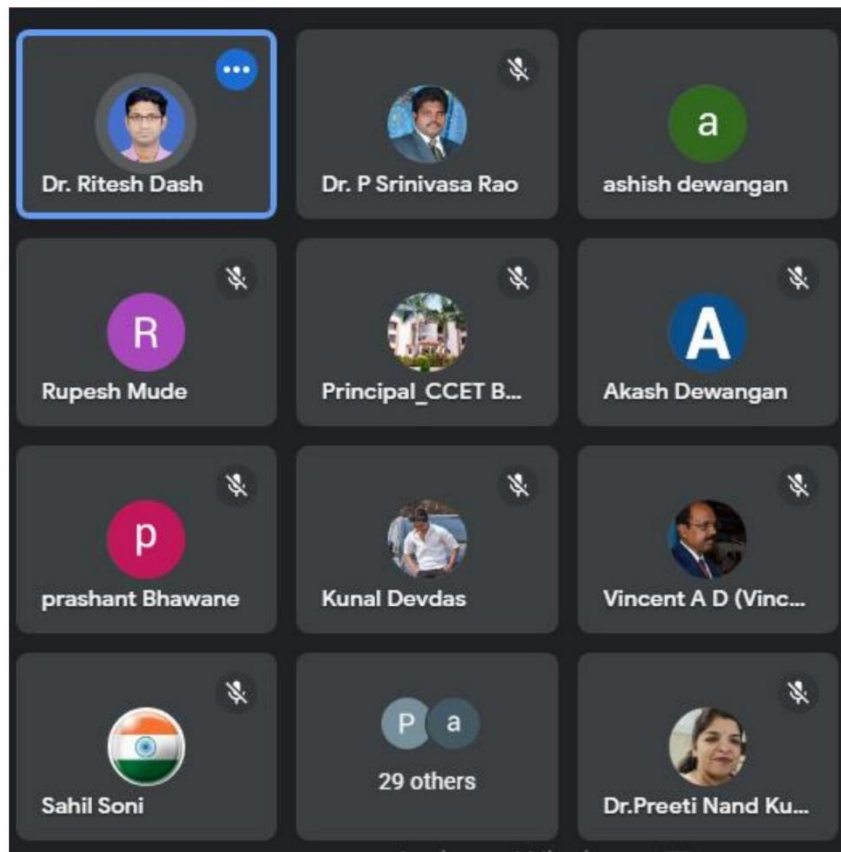 Dr. Ritesh Dash
Dr. P Srinivasa Rao
a
ashish dewangan
R
Rupesh Mude
Principal_CCET B...
A
Akash Dewangan
p
prashant Bhawane
Kunal Devdas
Vincent A D (Vinc...
Sahil Soni
P a
29 others
Dr.Preeti Nand Ku...